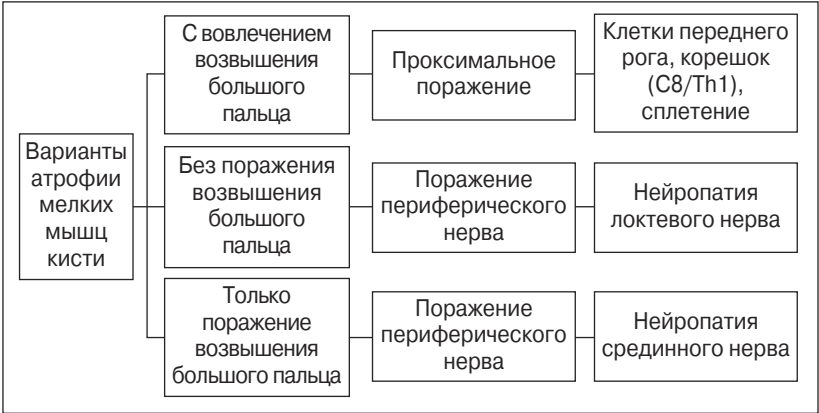 Варианты
атрофии
мелких
мышц
кисти
С вовлечением
возвышения
большого
пальца
Проксимальное
поражение
Клетки переднего
рога, корешок
(C8/Th1),
сплетение
Без поражения
возвышения
большого
пальца
Поражение
периферического
нерва
Нейропатия
локтевого нерва
Только
поражение
возвышения
большого пальца
Поражение
периферического
нерва
Нейропатия
срединного нерва